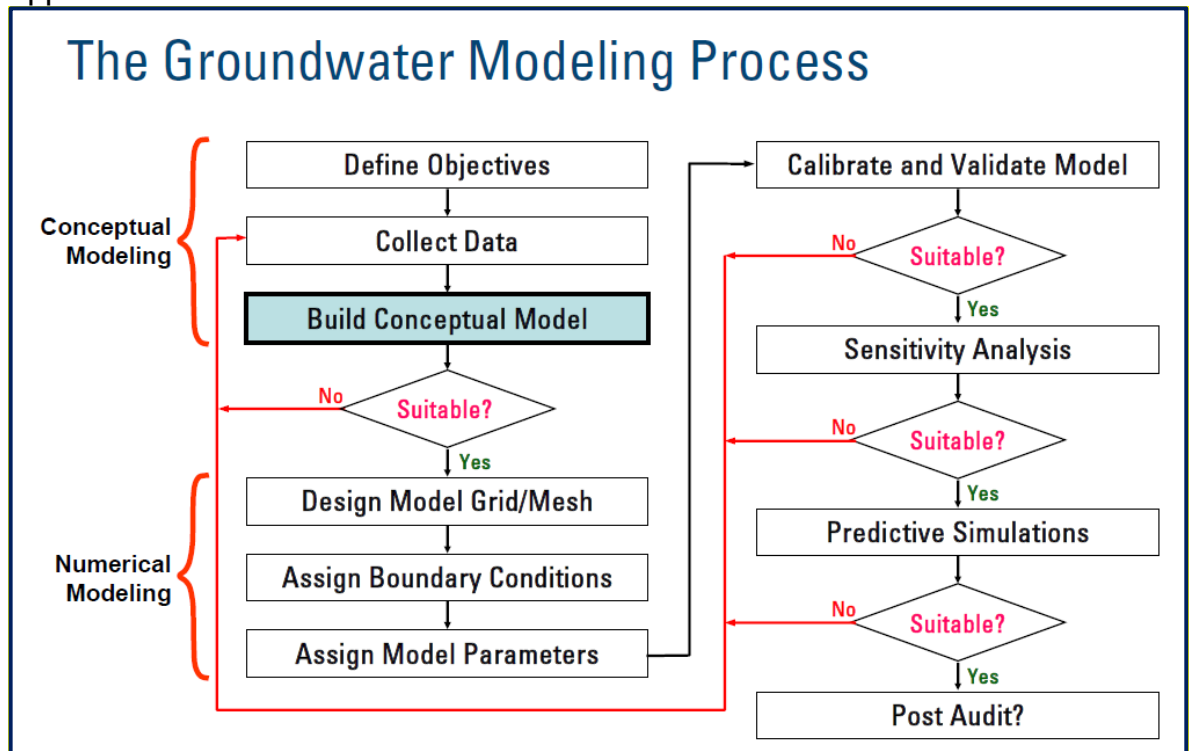 The Groundwater Modeling Process
Conceptual
Modeling
Define Objectives
Collect Data
Build Conceptual Model
No
Suitable?
Yes
Numerical
Modeling
Design Model Grid/Mesh
Assign Boundary Conditions
Assign Model Parameters
Calibrate and Validate Model
No
Suitable?
Yes
Sensitivity Analysis
No
Suitable?
Yes
Predictive Simulations
No
Suitable?
Yes
Post Audit?